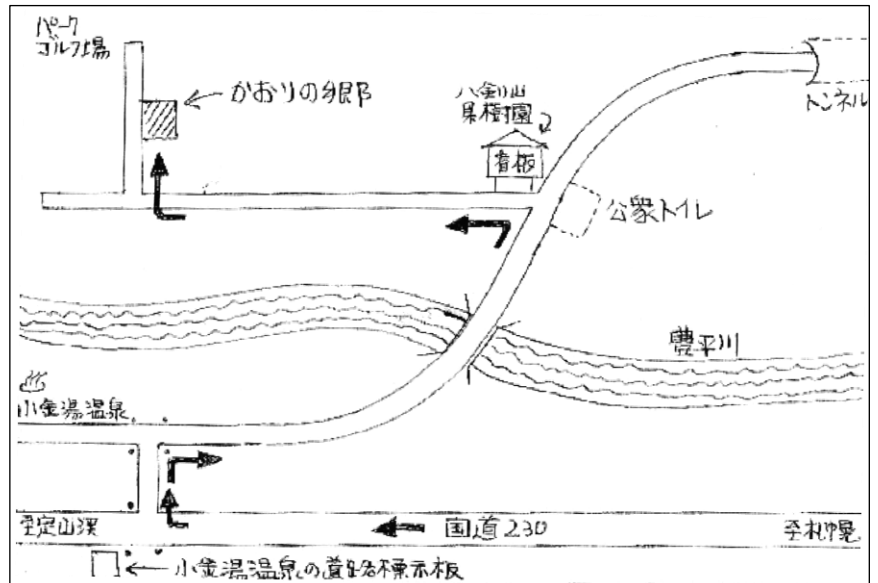 パーク
ゴルフ場
かおりの郷
八剣山
果樹園
看板
トンネル
公衆トイレ
豊平川
小金湯温泉
至定山渓
国道230
至札幌
小金湯温泉の道路標示板